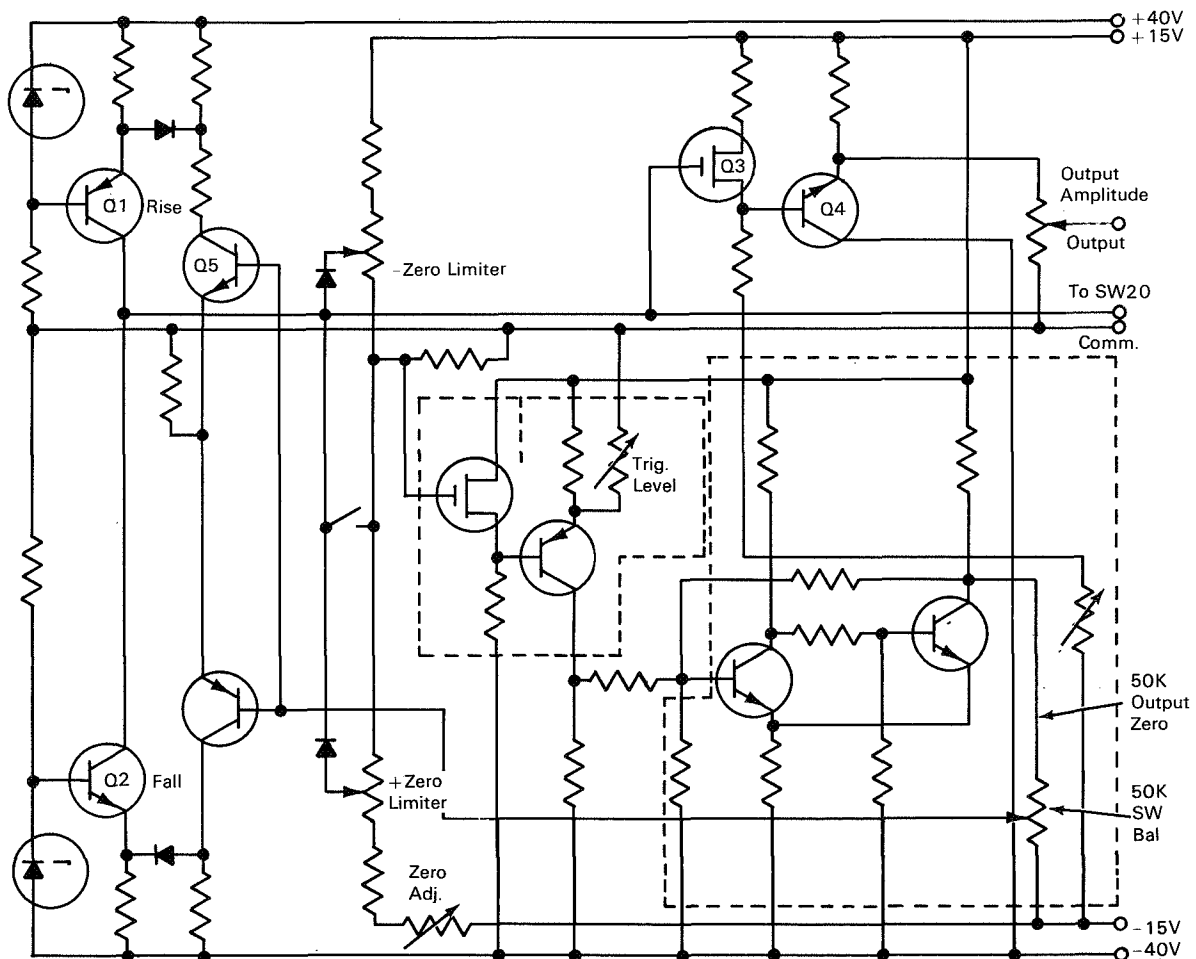 +40V
+15V
Q3
Output
Amplitude
Q1
Rise
Q4
Output
Q5
-Zero Limiter
To SW20
Comm.
Trig.
Level
50K
Output
Zero
Q2
Fall
+Zero
Limiter
50K
SW
Bal
Zero
Adj.
-15V
-40V